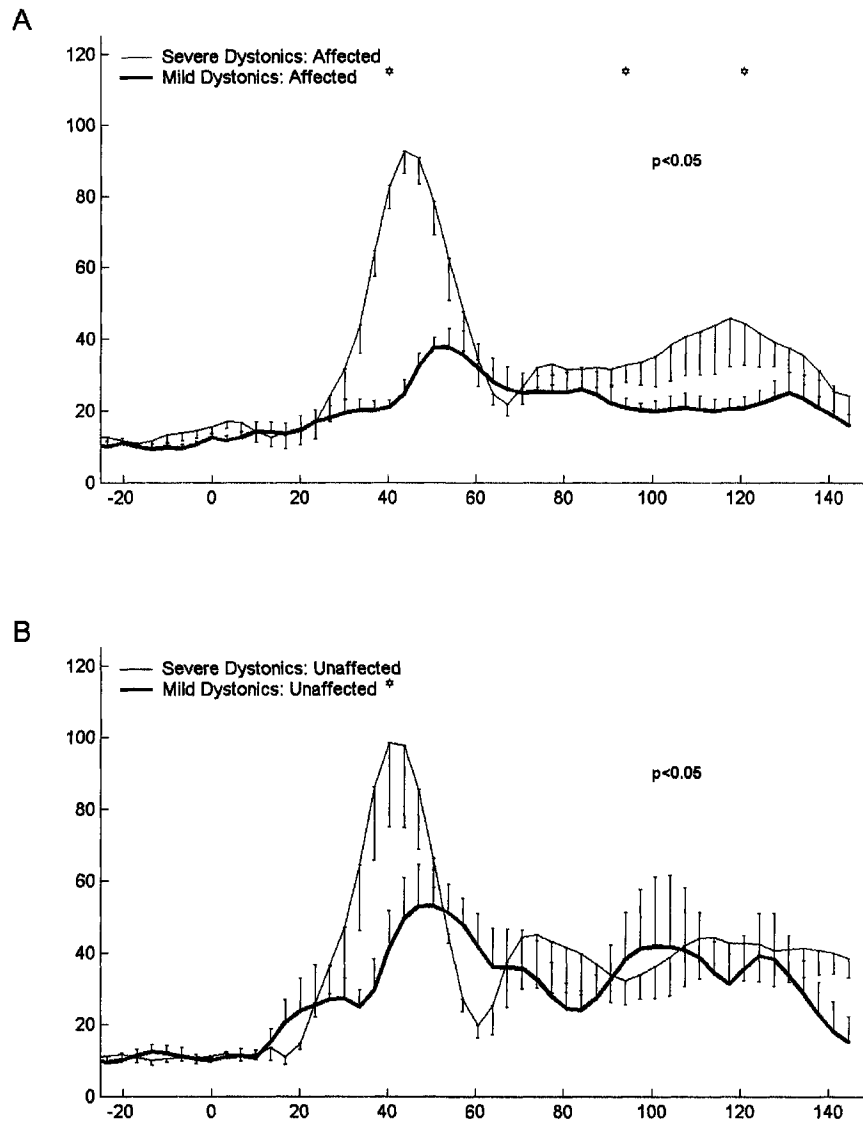 A
120
100
80
60
40
20
0
Severe Dystonics: Affected
Mild Dystonics: Affected
p<0.05
-20 0 20 40 60 80 100 120 140
B
120
100
80
60
40
20
0
Severe Dystonics: Unaffected
Mild Dystonics: Unaffected
p<0.05
-20 0 20 40 60 80 100 120 140